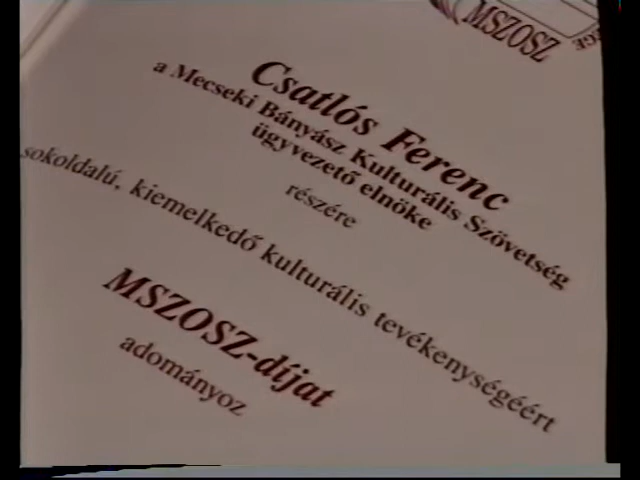 MSZOSZ
Csatlós Ferenc
a Mecseki Bányász Kulturális Szövetség
ügyvezető elnöke
részére
sokoldalú, kiemelkedő kulturális tevékenységéért
MSZOSZ-díjat
adományoz